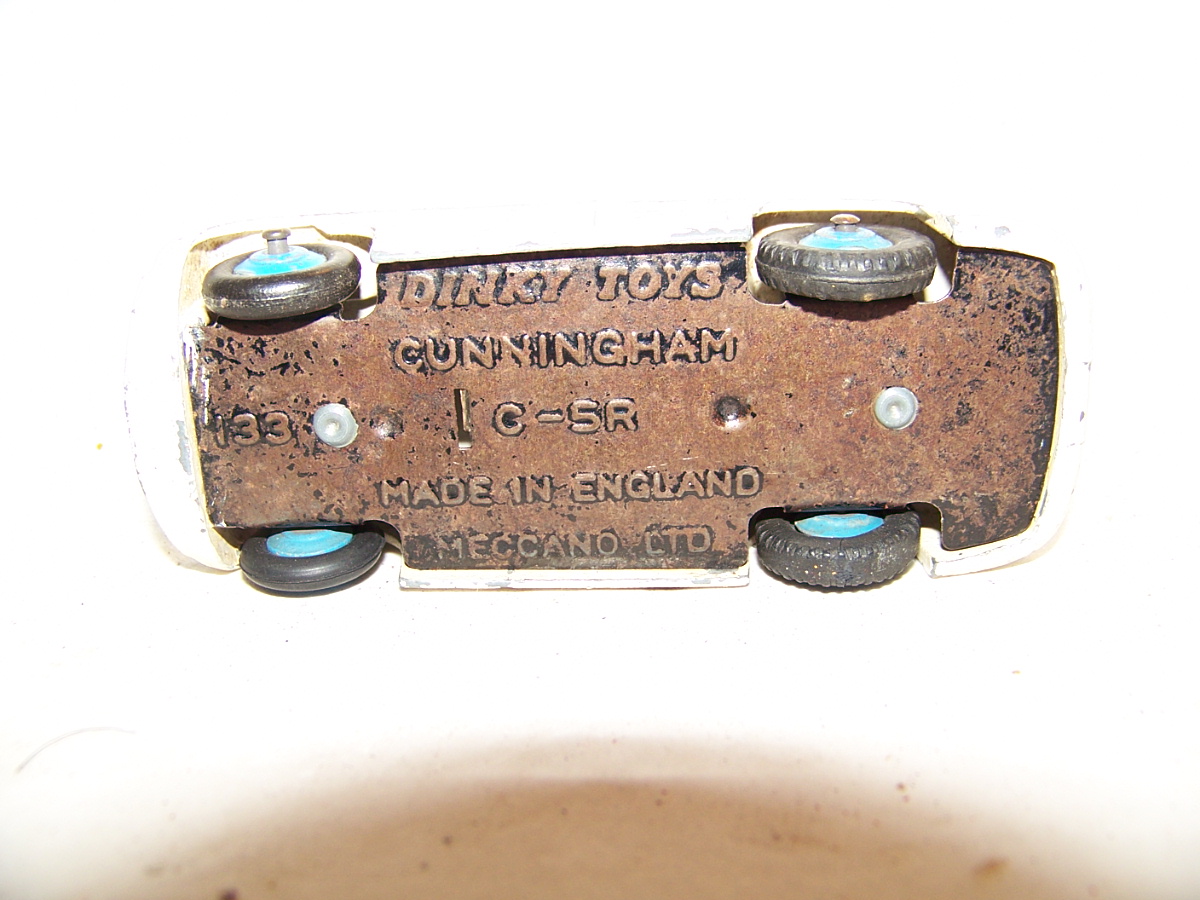 DINKY TOYS
CUNNINGHAM
133 C-5R
MADE IN ENGLAND
MECCANO LTD